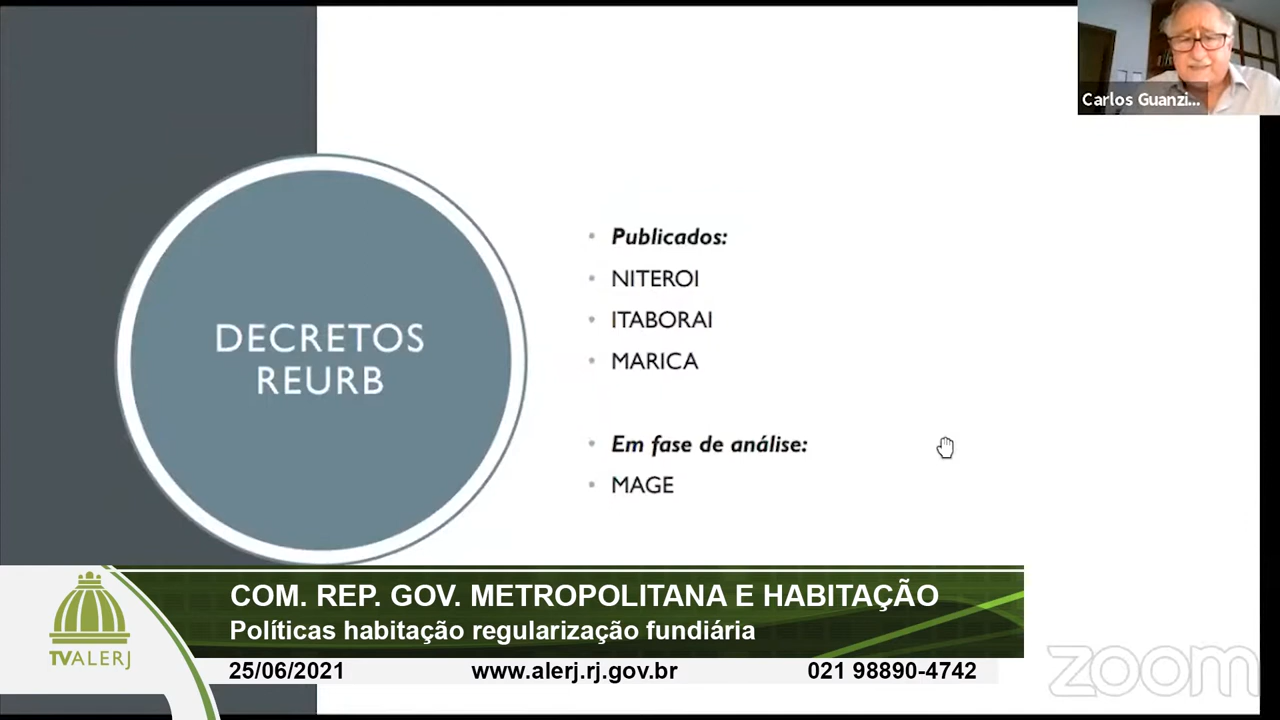 Carlos Guanzi...
DECRETOS
REURB
Publicados:
NITEROI
ITABORAI
MARICA
Em fase de análise:
MAGE
COM. REP. GOV. METROPOLITANA E HABITAÇÃO
Políticas habitação regularização fundiária
TVALERJ
25/06/2021 www.alerj.rj.gov.br 021 98890-4742
zoom